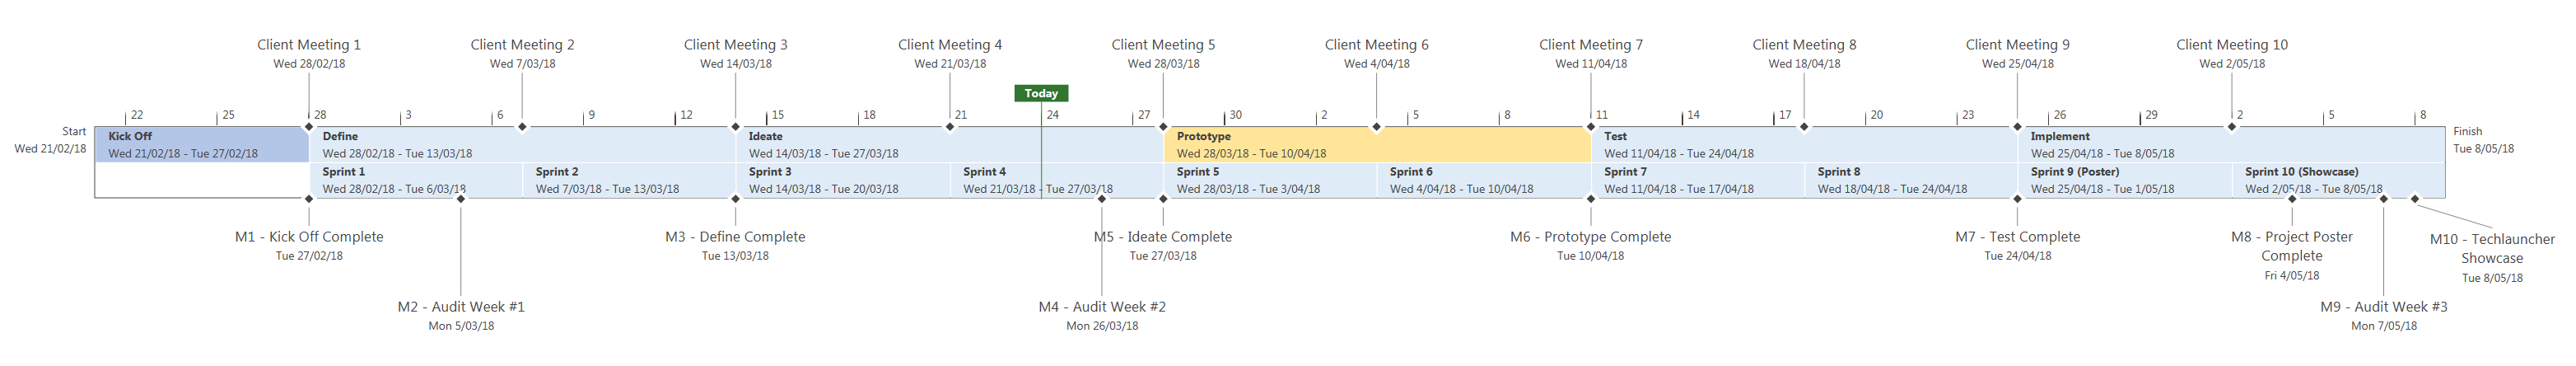 Client Meeting 1
Wed 28/02/18
Client Meeting 2
Wed 7/03/18
Client Meeting 3
Wed 14/03/18
Client Meeting 4
Wed 21/03/18
Client Meeting 5
Wed 28/03/18
Client Meeting 6
Wed 4/04/18
Client Meeting 7
Wed 11/04/18
Client Meeting 8
Wed 18/04/18
Client Meeting 9
Wed 25/04/18
Client Meeting 10
Wed 2/05/18
Today
22 25 28 3 6 9 12 15 18 21 24 27 30 2 5 8 11 14 17 20 23 26 29 2 5 8
Start
Wed 21/02/18
Kick Off
Wed 21/02/18 - Tue 27/02/18
Define
Wed 28/02/18 - Tue 13/03/18
Ideate
Wed 14/03/18 - Tue 27/03/18
Prototype
Wed 28/03/18 - Tue 10/04/18
Test
Wed 11/04/18 - Tue 24/04/18
Implement
Wed 25/04/18 - Tue 8/05/18
Finish
Tue 8/05/18
Sprint 1
Wed 28/02/18 - Tue 6/03/18
Sprint 2
Wed 7/03/18 - Tue 13/03/18
Sprint 3
Wed 14/03/18 - Tue 20/03/18
Sprint 4
Wed 21/03/18 - Tue 27/03/18
Sprint 5
Wed 28/03/18 - Tue 3/04/18
Sprint 6
Wed 4/04/18 - Tue 10/04/18
Sprint 7
Wed 11/04/18 - Tue 17/04/18
Sprint 8
Wed 18/04/18 - Tue 24/04/18
Sprint 9 (Poster)
Wed 25/04/18 - Tue 1/05/18
Sprint 10 (Showcase)
Wed 2/05/18 - Tue 8/05/18
M1 - Kick Off Complete
Tue 27/02/18
M3 - Define Complete
Tue 13/03/18
M5 - Ideate Complete
Tue 27/03/18
M6 - Prototype Complete
Tue 10/04/18
M7 - Test Complete
Tue 24/04/18
M8 - Project Poster
Complete
Fri 4/05/18
M10 - Techlauncher
Showcase
Tue 8/05/18
M2 - Audit Week #1
Mon 5/03/18
M4 - Audit Week #2
Mon 26/03/18
M9 - Audit Week #3
Mon 7/05/18